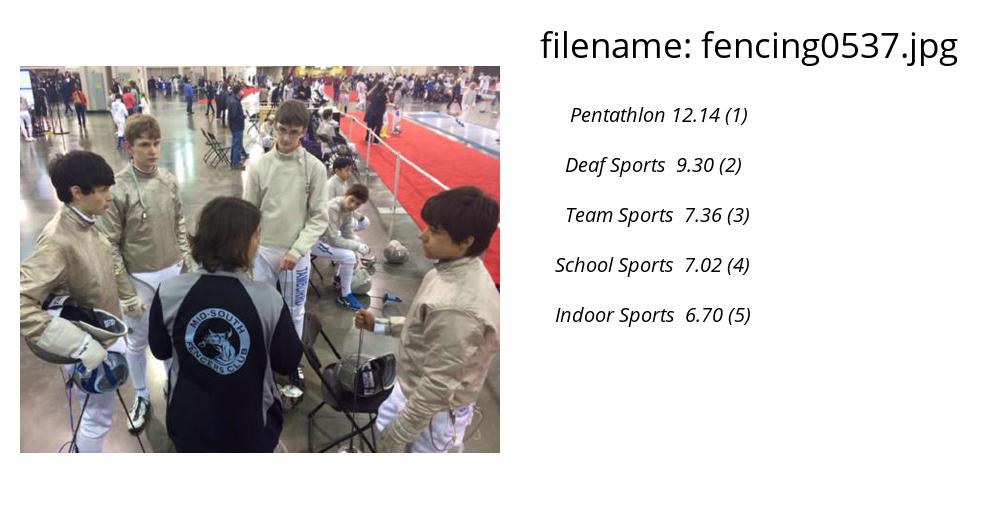 filename: fencing0537.jpg
Pentathlon 12.14 (1)
Deaf Sports 9.30 (2)
Team Sports 7.36 (3)
School Sports 7.02 (4)
Indoor Sports 6.70 (5)
MID-SOUTH
FENCERS CLUB